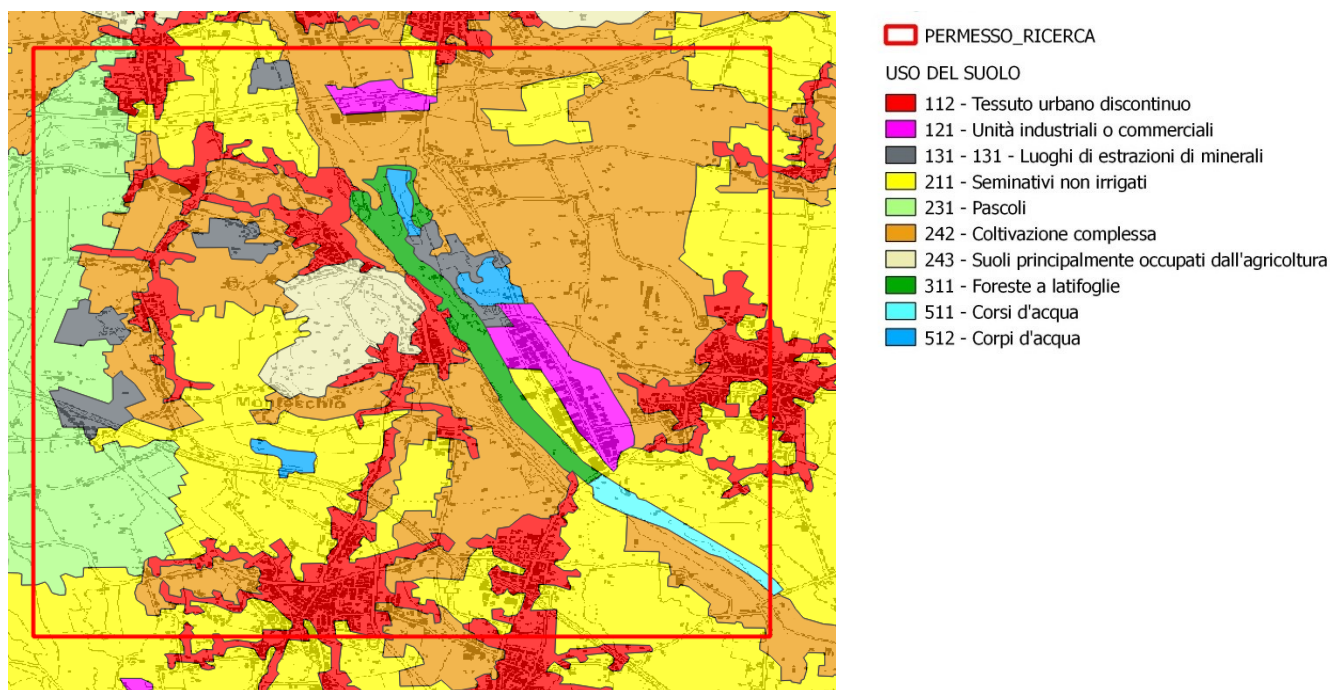 PERMESSO_RICERCA
USO DEL SUOLO
112 - Tessuto urbano discontinuo
121 - Unità industriali o commerciali
131 - 131 - Luoghi di estrazioni di minerali
211 - Seminativi non irrigati
231 - Pascoli
242 - Coltivazione complessa
243 - Suoli principalmente occupati dall'agricoltura
311 - Foreste a latifoglie
511 - Corsi d'acqua
512 - Corpi d'acqua
Montecchio